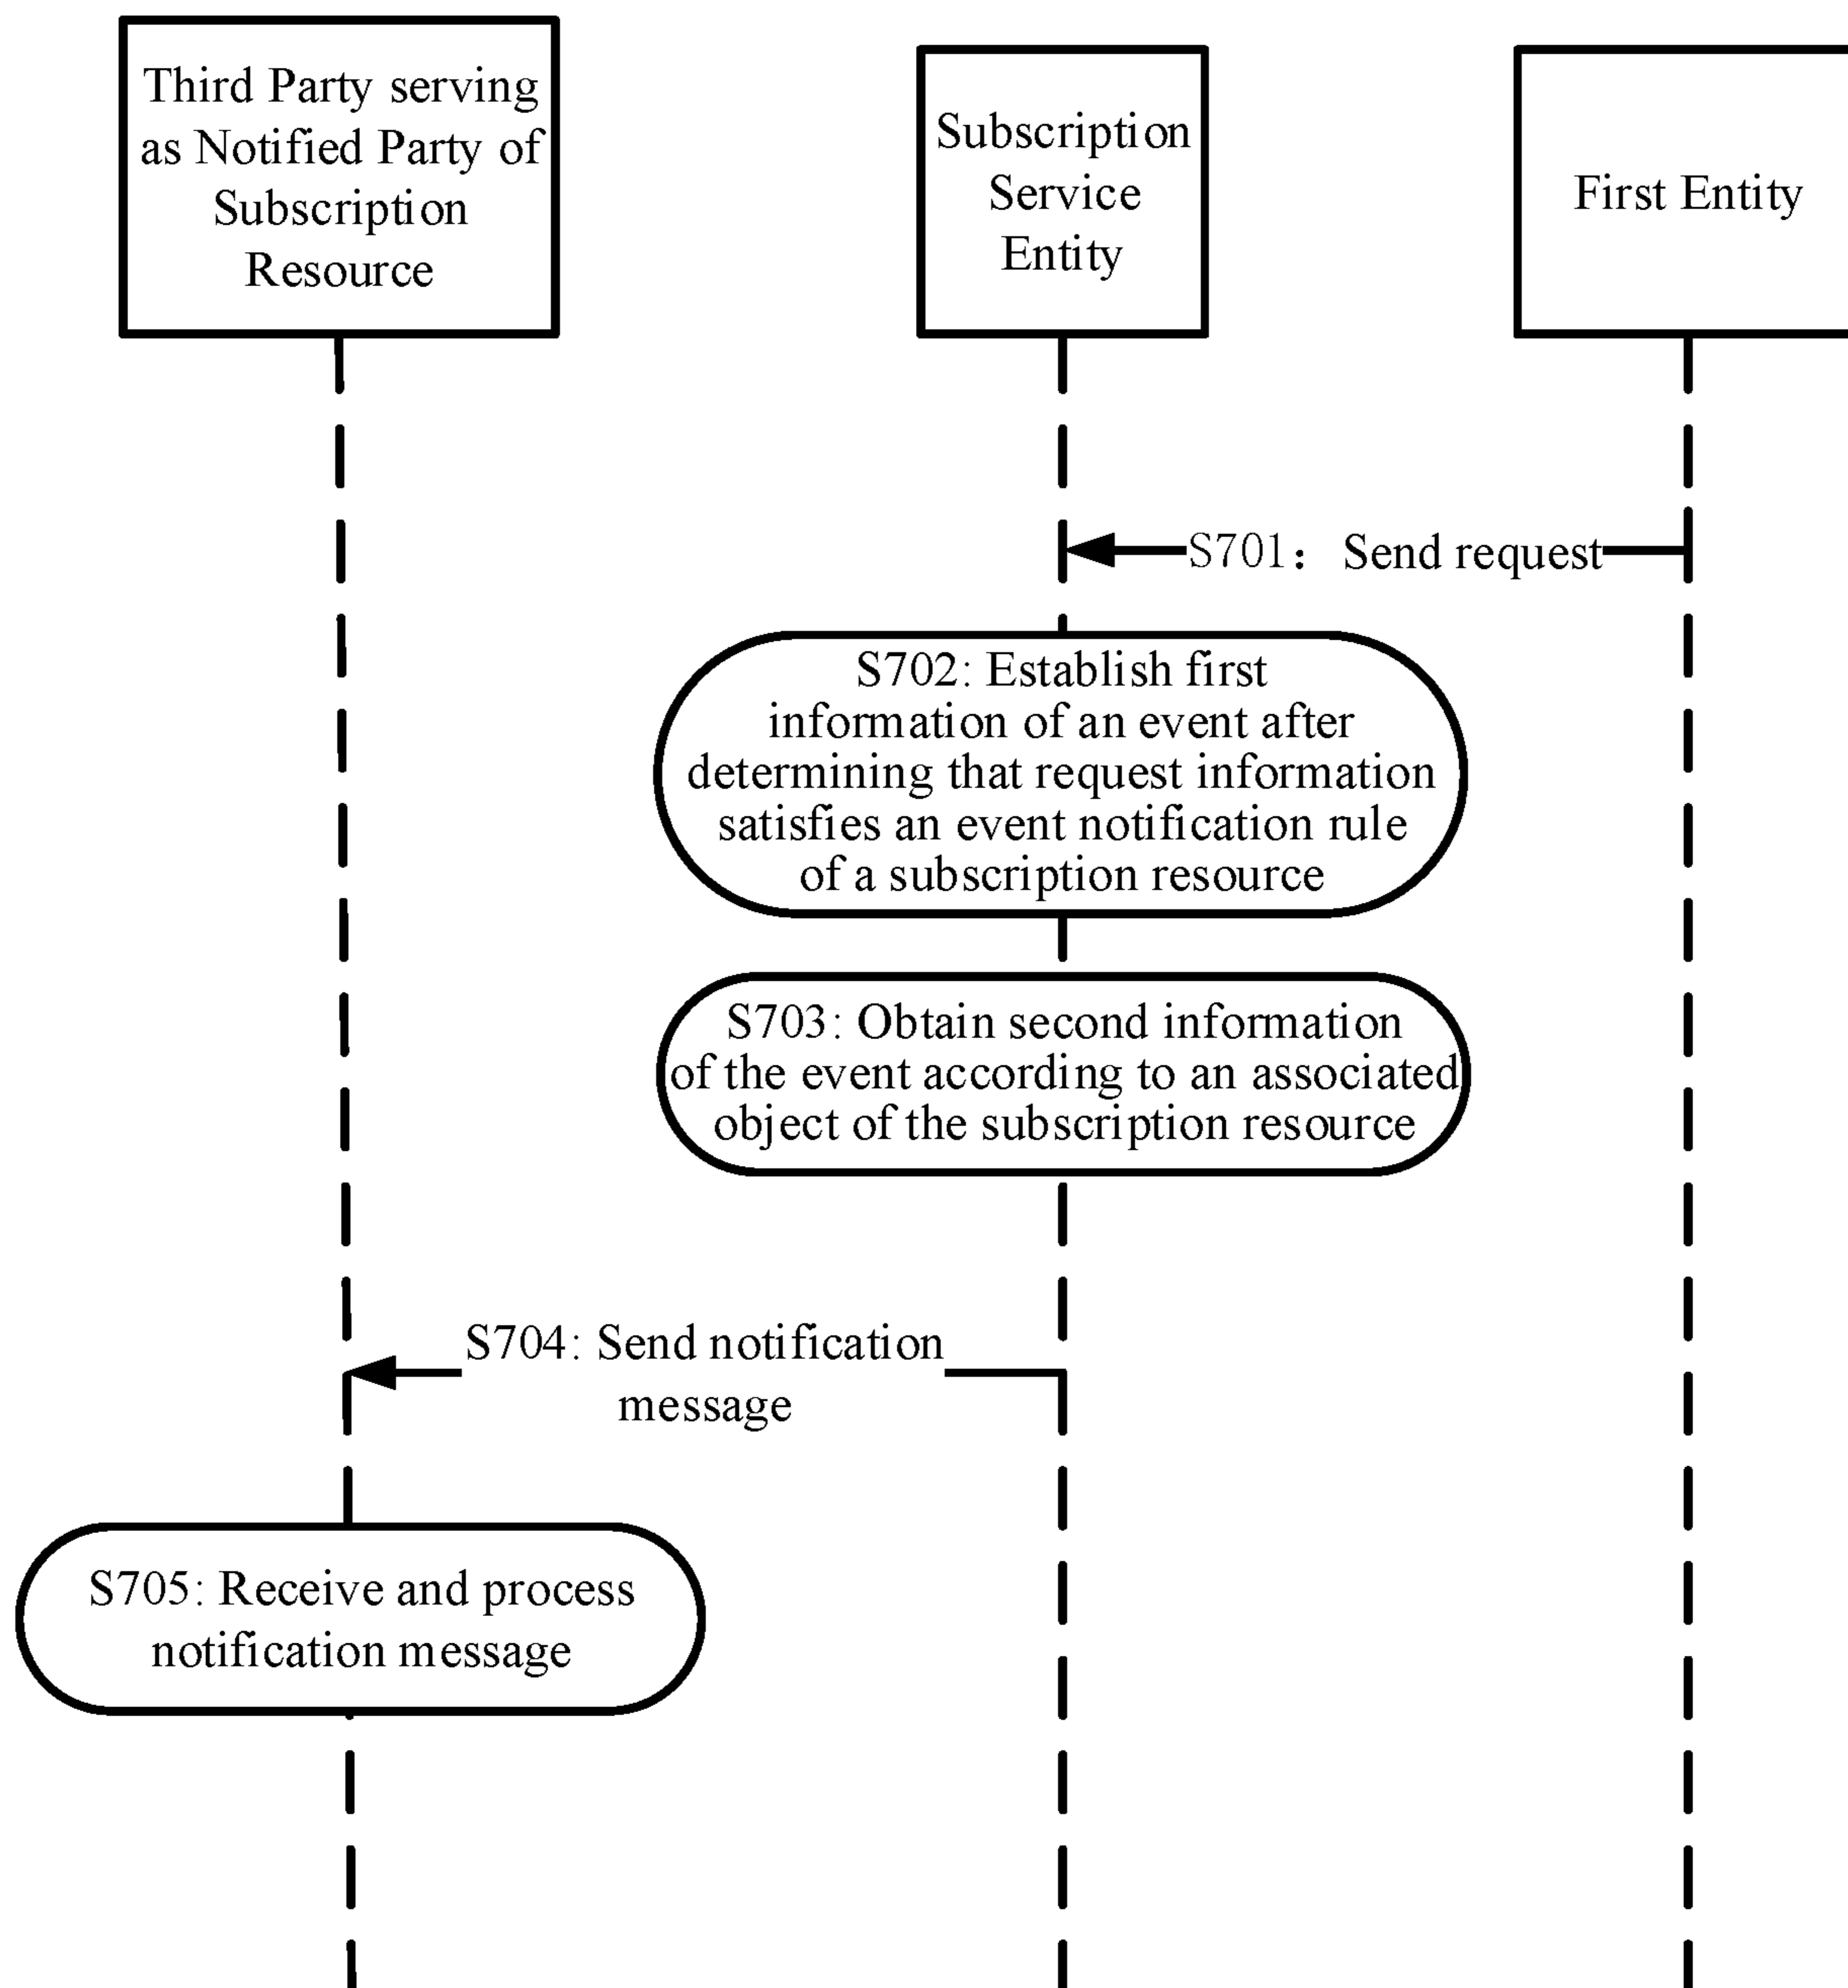 Third Party serving
as Notified Party of
Subscription
Resource
Subscription
Service
Entity
First Entity
S701： Send request
S702: Establish first
information of an event after
determining that request information
satisfies an event notification rule
of a subscription resource
S703: Obtain second information
of the event according to an associated
object of the subscription resource
S704: Send notification
message
S705: Receive and process
notification message